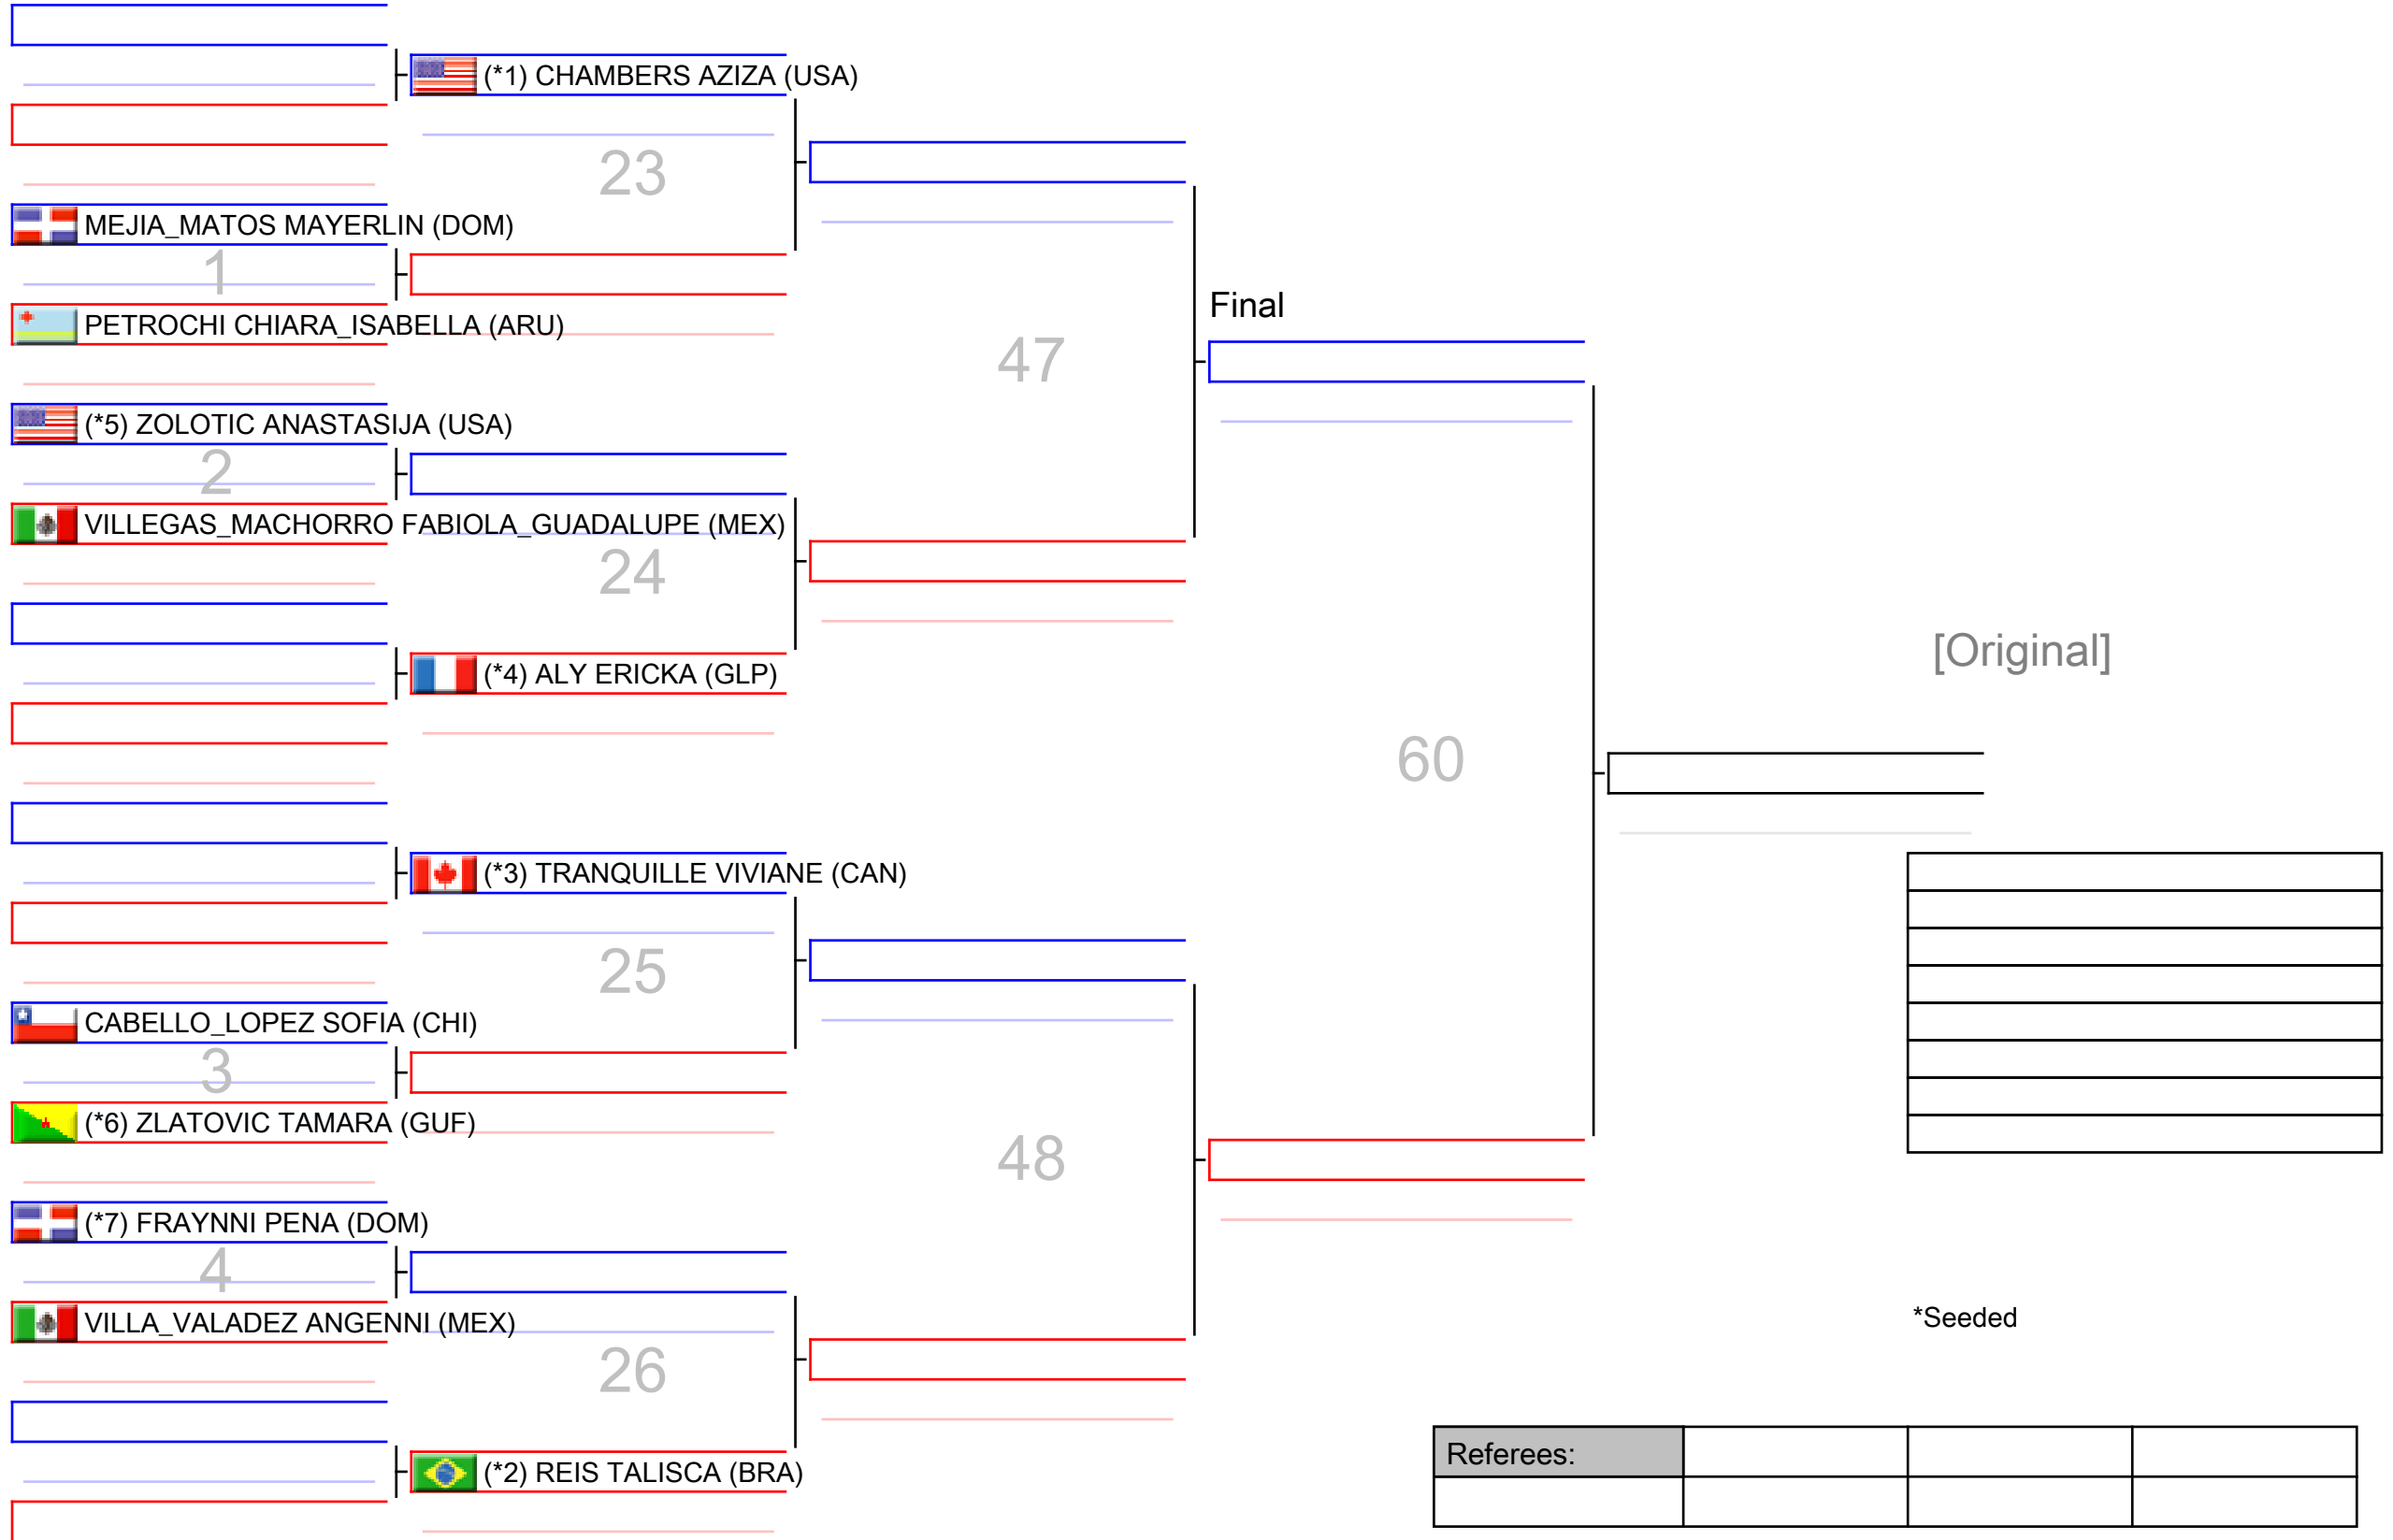 (*1) CHAMBERS AZIZA (USA)
23
MEJIA_MATOS MAYERLIN (DOM)
1
PETROCHI CHIARA_ISABELLA (ARU)
Final
47
(*5) ZOLOTIC ANASTASIJA (USA)
2
VILLEGAS_MACHORRO FABIOLA_GUADALUPE (MEX)
24
[Original]
(*4) ALY ERICKA (GLP)
60
(*3) TRANQUILLE VIVIANE (CAN)
25
CABELLO_LOPEZ SOFIA (CHI)
3
(*6) ZLATOVIC TAMARA (GUF)
48
(*7) FRAYNNI PENA (DOM)
4
VILLA_VALADEZ ANGENNI (MEX)
*Seeded
26
(*2) REIS TALISCA (BRA)
Referees: